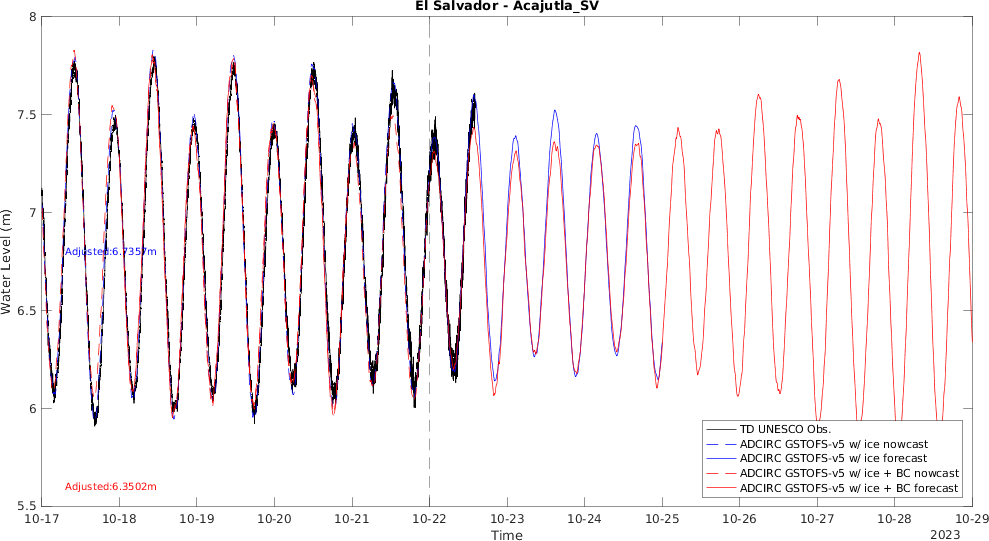 El Salvador - Acajutla_SV
8
7.5
7
6.5
6
5.5
Water Level (m)
Adjusted:6.7357m
Adjusted:6.3502m
TD UNESCO Obs.
ADCIRC GSTOFS-v5 w/ ice nowcast
ADCIRC GSTOFS-v5 w/ ice forecast
ADCIRC GSTOFS-v5 w/ ice + BC nowcast
ADCIRC GSTOFS-v5 w/ ice + BC forecast
10-17 10-18 10-19 10-20 10-21 10-22 10-23 10-24 10-25 10-26 10-27 10-28 10-29
Time
2023